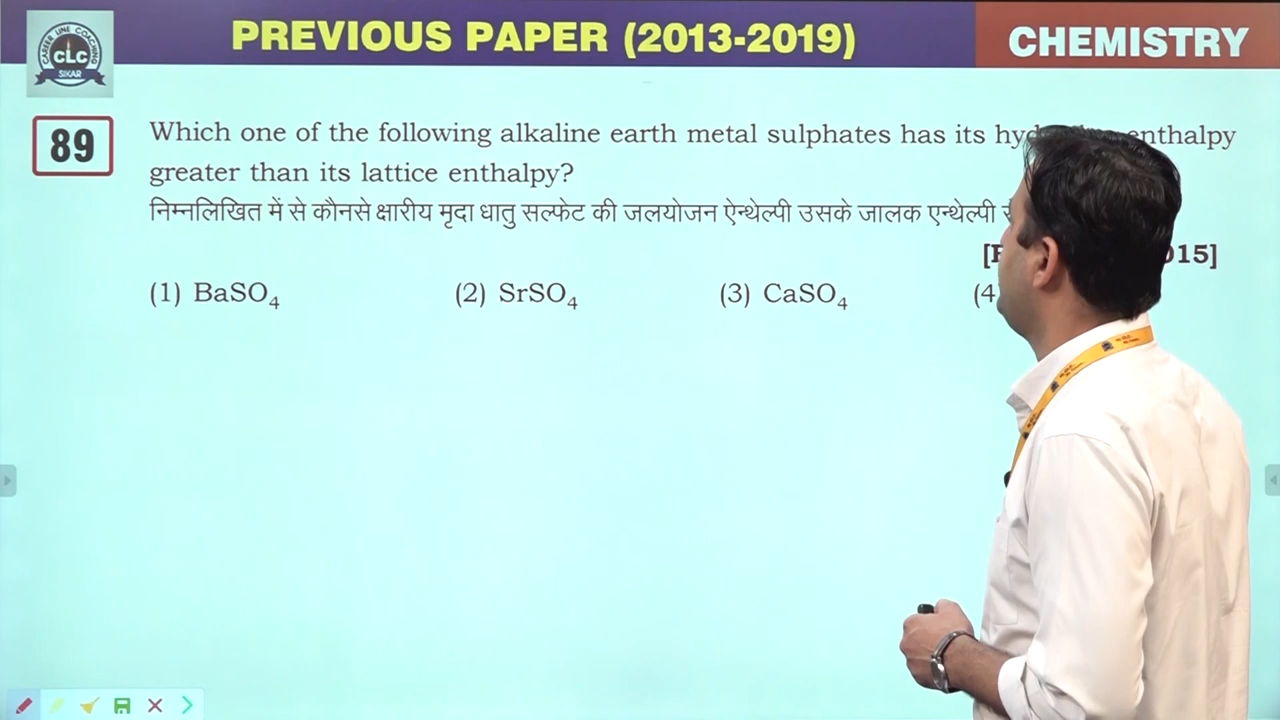 PREVIOUS PAPER (2013-2019)
CHEMISTRY
CAREER LINE COACHING
CLC
SIKAR
89
Which one of the following alkaline earth metal sulphates has its enthalpy
greater than its lattice enthalpy?
निम्नलिखित में से कौनसे क्षारीय मृदा धातु सल्फेट की जलयोजन ऐन्थेल्पी उसके जालक एन्थेल्पी
015]
(1) BaSO₄ (2) SrSO₄ (3) CaSO₄ (4